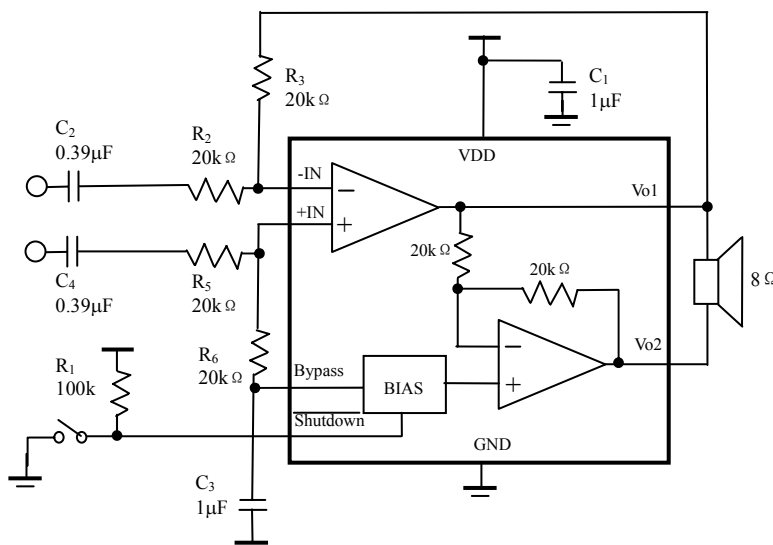 R3
20kΩ
C1
1μF
C2
0.39μF
R2
20kΩ
VDD
-IN
−
Vo1
+IN
+
20kΩ
20kΩ
8Ω
C4
0.39μF
R5
20kΩ
R1
100k
R6
20kΩ
Bypass
BIAS
−
+
Vo2
Shutdown
GND
C3
1μF